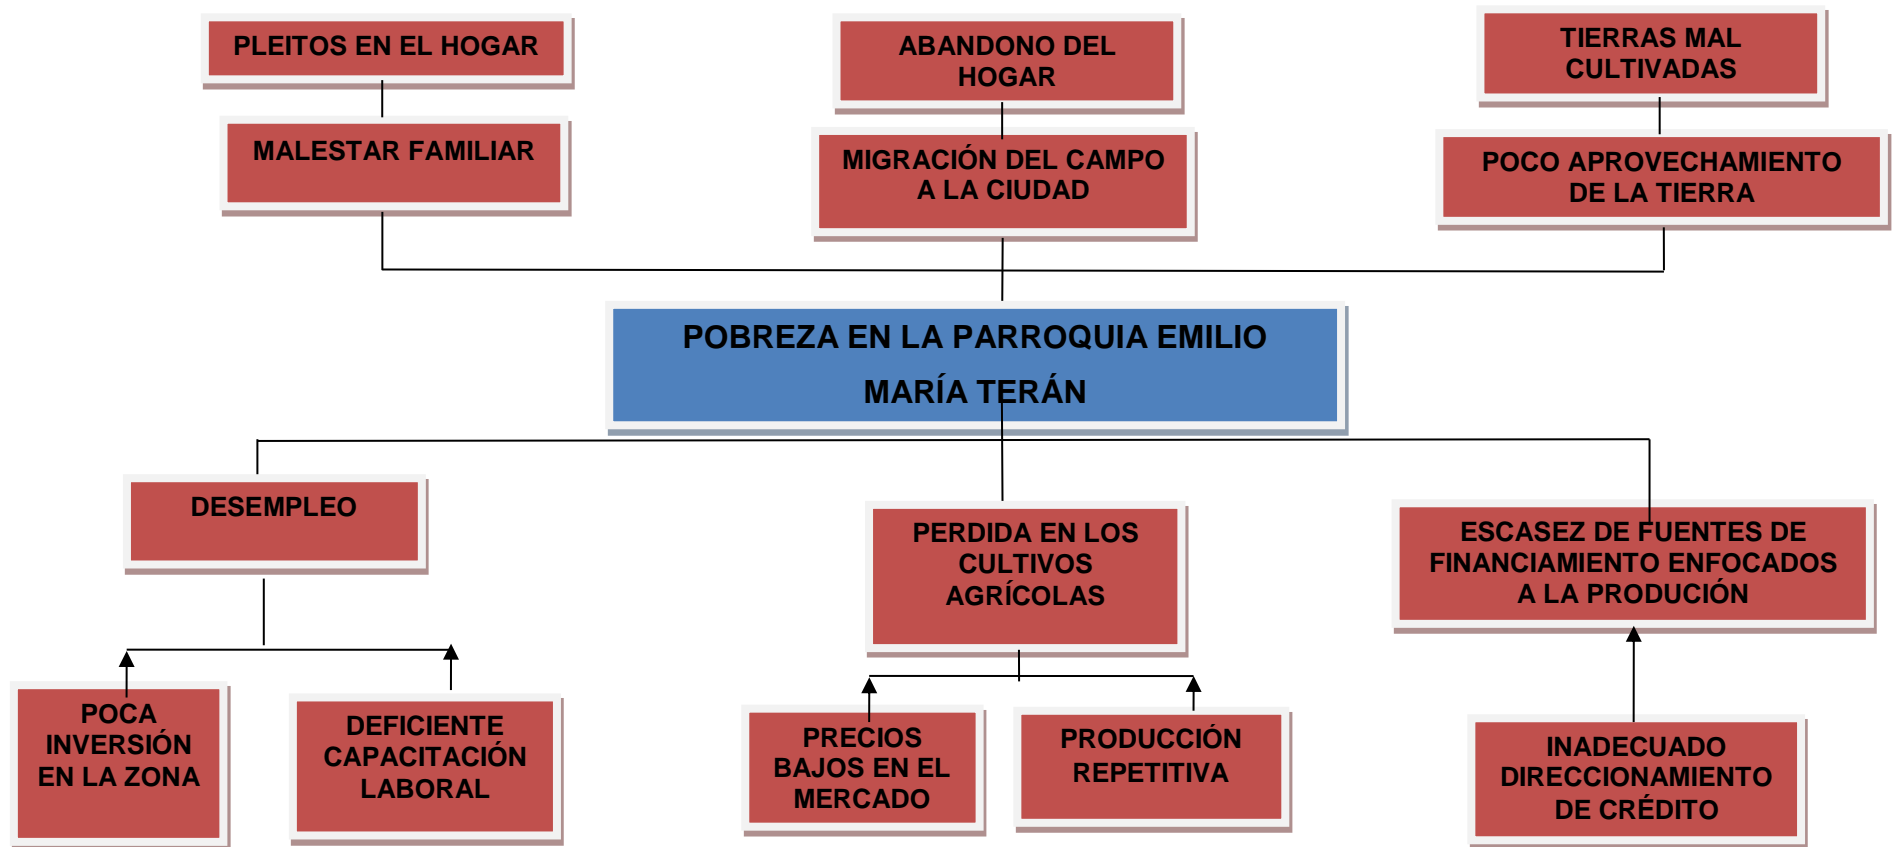 PLEITOS EN EL HOGAR
ABANDONO DEL
HOGAR
TIERRAS MAL
CULTIVADAS
MALESTAR FAMILIAR
MIGRACIÓN DEL CAMPO
A LA CIUDAD
POCO APROVECHAMIENTO
DE LA TIERRA
POBREZA EN LA PARROQUIA EMILIO
MARÍA TERÁN
DESEMPLEO
PERDIDA EN LOS
CULTIVOS
AGRÍCOLAS
ESCASEZ DE FUENTES DE
FINANCIAMIENTO ENFOCADOS
A LA PRODUCIÓN
POCA
INVERSIÓN
EN LA ZONA
DEFICIENTE
CAPACITACIÓN
LABORAL
PRECIOS
BAJOS EN EL
MERCADO
PRODUCCIÓN
REPETITIVA
INADECUADO
DIRECCIONAMIENTO
DE CRÉDITO